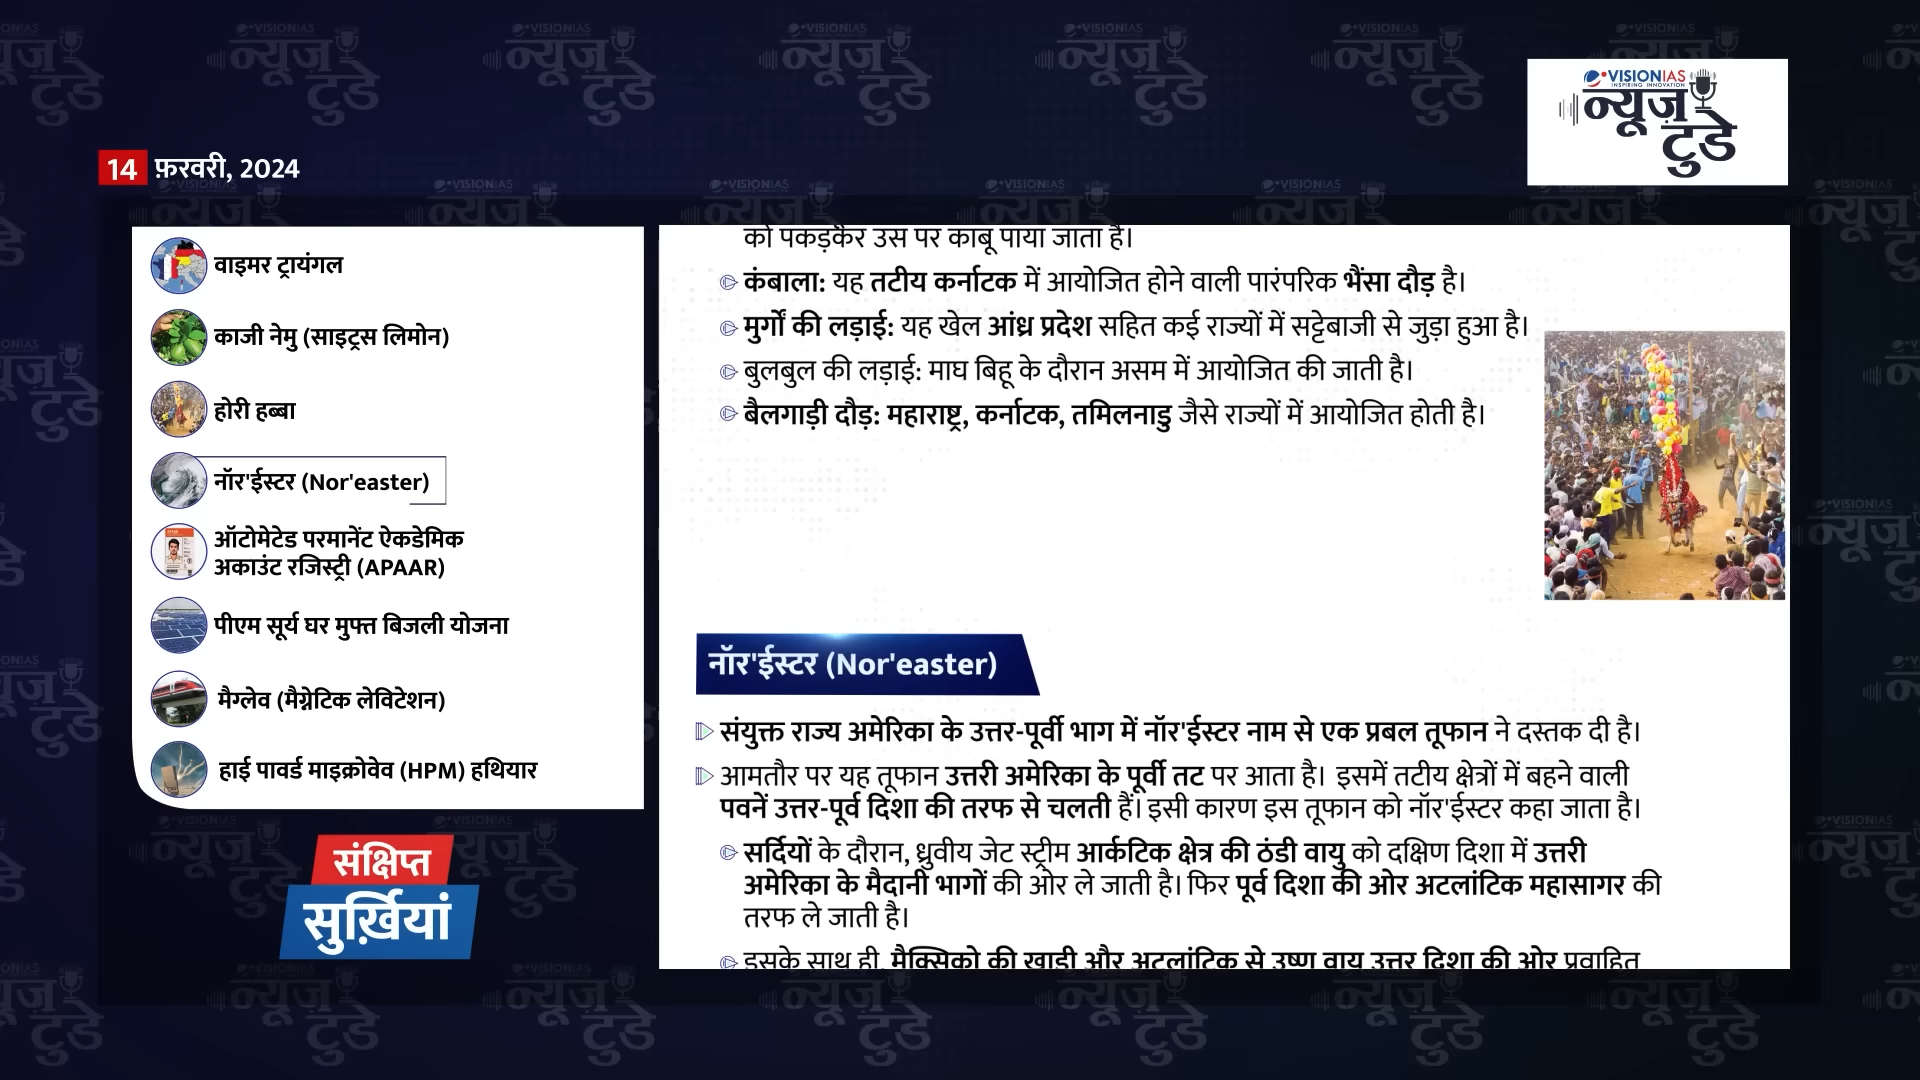 VISIONIAS
INSPIRING INNOVATION
न्यूज़
टुडे
14 फ़रवरी, 2024
वाइमर ट्रायंगल
काजी नेमु (साइट्रस लिमोन)
होरी हब्बा
नॉर'ईस्टर (Nor'easter)
ऑटोमेटेड परमानेंट ऐकडेमिक
अकाउंट रजिस्ट्री (APAAR)
पीएम सूर्य घर मुफ्त बिजली योजना
मैग्लेव (मैग्नेटिक लेविटेशन)
हाई पावर्ड माइक्रोवेव (HPM) हथियार
संक्षिप्त
सुर्ख़ियां
को पकड़कर उस पर काबू पाया जाता है।
कंबाला: यह तटीय कर्नाटक में आयोजित होने वाली पारंपरिक भैंसा दौड़ है।
मुर्गों की लड़ाई: यह खेल आंध्र प्रदेश सहित कई राज्यों में सट्टेबाजी से जुड़ा हुआ है।
बुलबुल की लड़ाई: माघ बिहू के दौरान असम में आयोजित की जाती है।
बैलगाड़ी दौड़: महाराष्ट्र, कर्नाटक, तमिलनाडु जैसे राज्यों में आयोजित होती है।
नॉर'ईस्टर (Nor'easter)
संयुक्त राज्य अमेरिका के उत्तर-पूर्वी भाग में नॉर'ईस्टर नाम से एक प्रबल तूफान ने दस्तक दी है।
आमतौर पर यह तूफान उत्तरी अमेरिका के पूर्वी तट पर आता है। इसमें तटीय क्षेत्रों में बहने वाली
पवनें उत्तर-पूर्व दिशा की तरफ से चलती हैं। इसी कारण इस तूफान को नॉर'ईस्टर कहा जाता है।
सर्दियों के दौरान, ध्रुवीय जेट स्ट्रीम आर्कटिक क्षेत्र की ठंडी वायु को दक्षिण दिशा में उत्तरी
अमेरिका के मैदानी भागों की ओर ले जाती है। फिर पूर्व दिशा की ओर अटलांटिक महासागर की
तरफ ले जाती है।
इसके साथ ही, मैक्सिको की खाड़ी और अटलांटिक से उष्ण वायु उत्तर दिशा की ओर प्रवाहित